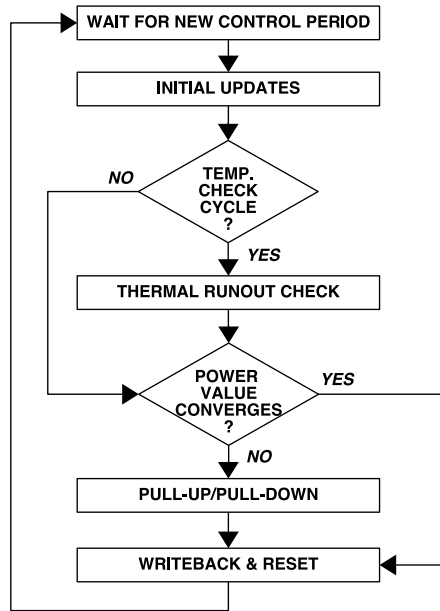 WAIT FOR NEW CONTROL PERIOD
INITIAL UPDATES
NO
TEMP.
CHECK
CYCLE
?
YES
THERMAL RUNOUT CHECK
POWER
VALUE
CONVERGES
?
YES
NO
PULL-UP/PULL-DOWN
WRITEBACK & RESET